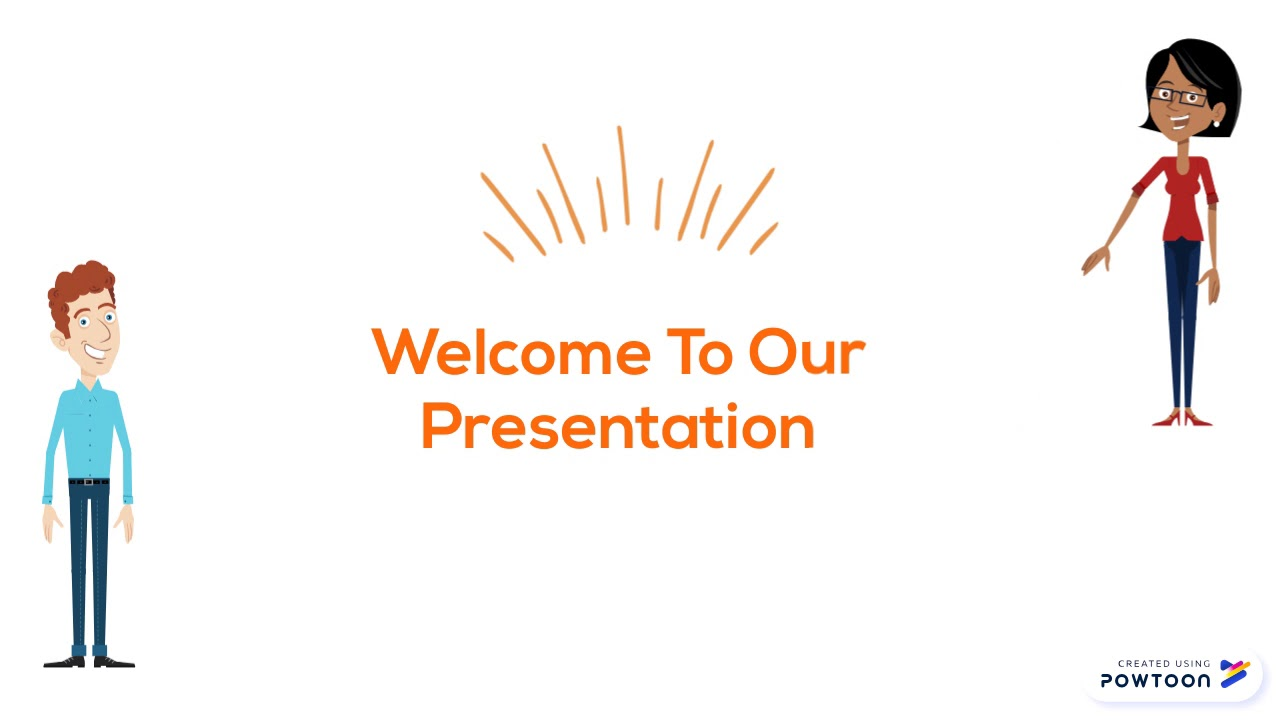 Welcome To Our
Presentation
CREATED USING
POWTOON